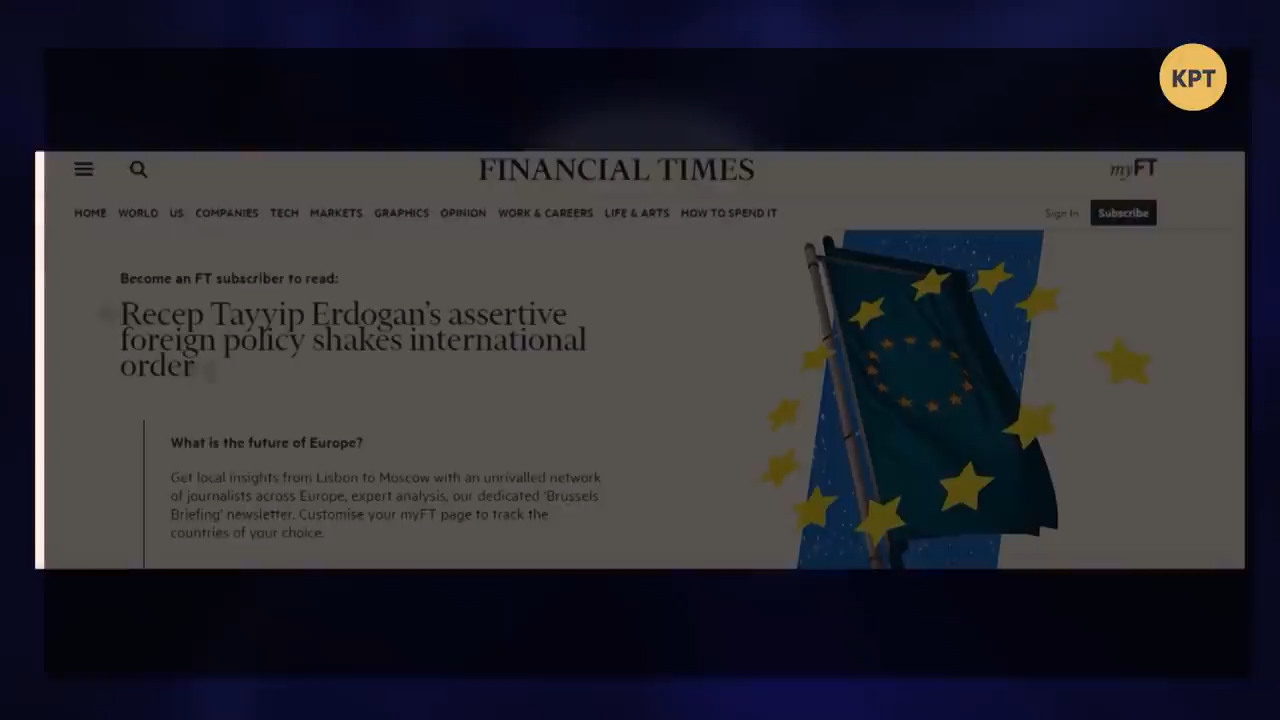 KPT
FINANCIAL TIMES
myFT
HOME WORLD US COMPANIES TECH MARKETS GRAPHICS OPINION WORK & CAREERS LIFE & ARTS HOW TO SPEND IT
Sign In Subscribe
Become an FT subscriber to read:
Recep Tayyip Erdogan's assertive
foreign policy shakes international
order
What is the future of Europe?
Get local insights from Lisbon to Moscow with an unrivalled network
of journalists across Europe, expert analysis, our dedicated 'Brussels
Briefing' newsletter. Customise your myFT page to track the
countries of your choice.